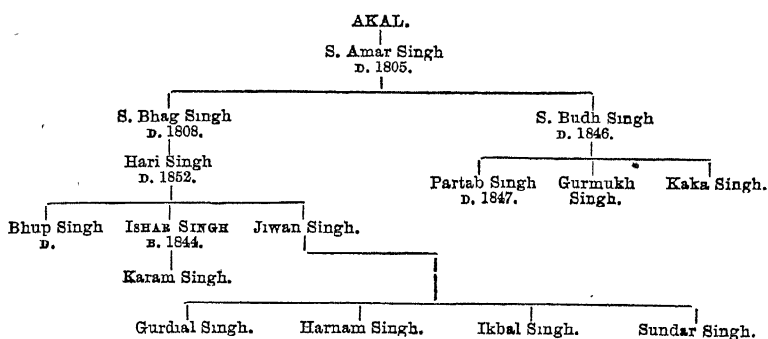 AKAL.
S. Amar Singh
D. 1805.
S. Bhag Singh
D. 1808.
S. Budh Singh
D. 1846.
Hari Singh
D. 1852.
Partab Singh
D. 1847.
Gurmukh
Singh.
Kaka Singh.
Bhup Singh
D.
ISHAR SINGH
B. 1844.
Jiwan Singh.
Karam Singh.
Gurdial Singh.
Harnam Singh.
Ikbal Singh.
Sundar Singh.